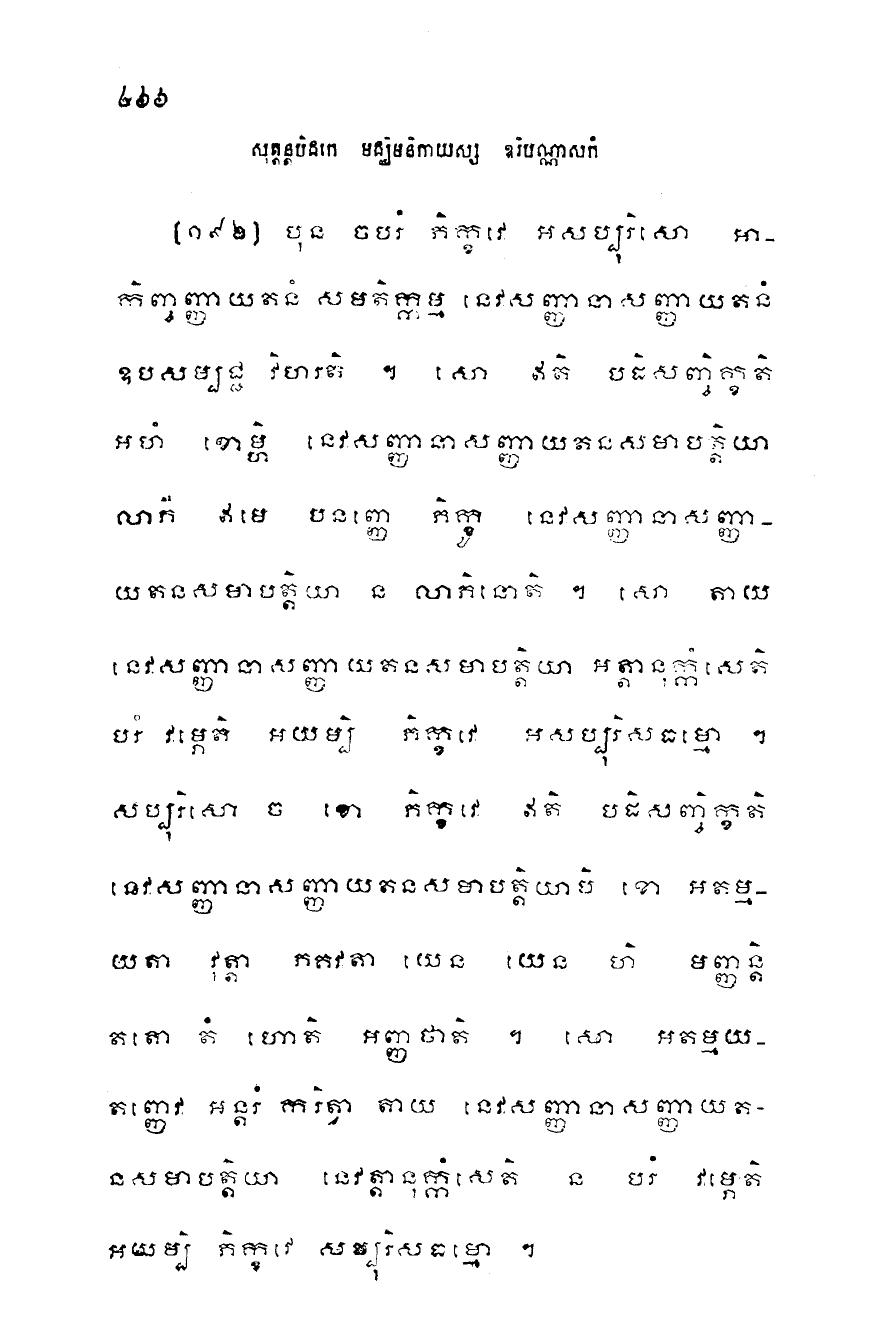 ៤៦៦
សុត្តន្តបិដកេ មជ្ឈិមនិកាយស្ស ឧបរិបណ្ណាសកំ
[១៩២] បុន ចបរំ ភិក្ខវេ អសប្បុរិសោ អា-
កិញ្ចញ្ញាយតនំ សមតិក្កម្ម នេវសញ្ញានាសញ្ញាយតនំ
ឧបសម្បជ្ជ វិហរតិ ។ សោ ឥតិ បដិសញ្ចិក្ខតិ
អហំ ខោម្ហិ នេវសញ្ញានាសញ្ញាយតនសមាបត្តិយា
លាភី ឥមេ បនញ្ញេ ភិក្ខូ នេវសញ្ញានាសញ្ញា-
យតនសមាបត្តិយា ន លាភិនោតិ ។ សោ តាយ
នេវសញ្ញានាសញ្ញាយតនសមាបត្តិយា អត្តានុក្កំសេតិ
បរំ វម្ភេតិ អយម្បិ ភិក្ខវេ អសប្បុរិសធម្មោ ។
សប្បុរិសោ ច ខោ ភិក្ខវេ ឥតិ បដិសញ្ចិក្ខតិ
នេវសញ្ញានាសញ្ញាយតនសមាបត្តិយាបិ ខោ អតម្ម-
យតា វុត្តា ភគវតា យេន យេន ហិ មញ្ញន្តិ
តតោ តំ ហោតិ អញ្ញថាតិ ។ សោ អតម្មយ-
តញ្ញេវ អន្តរំ ករិត្វា តាយ នេវសញ្ញានាសញ្ញាយត-
នសមាបត្តិយា នេវត្តានុក្កំសេតិ ន បរំ វម្ភេតិ
អយម្បិ ភិក្ខវេ សប្បុរិសធម្មោ ។